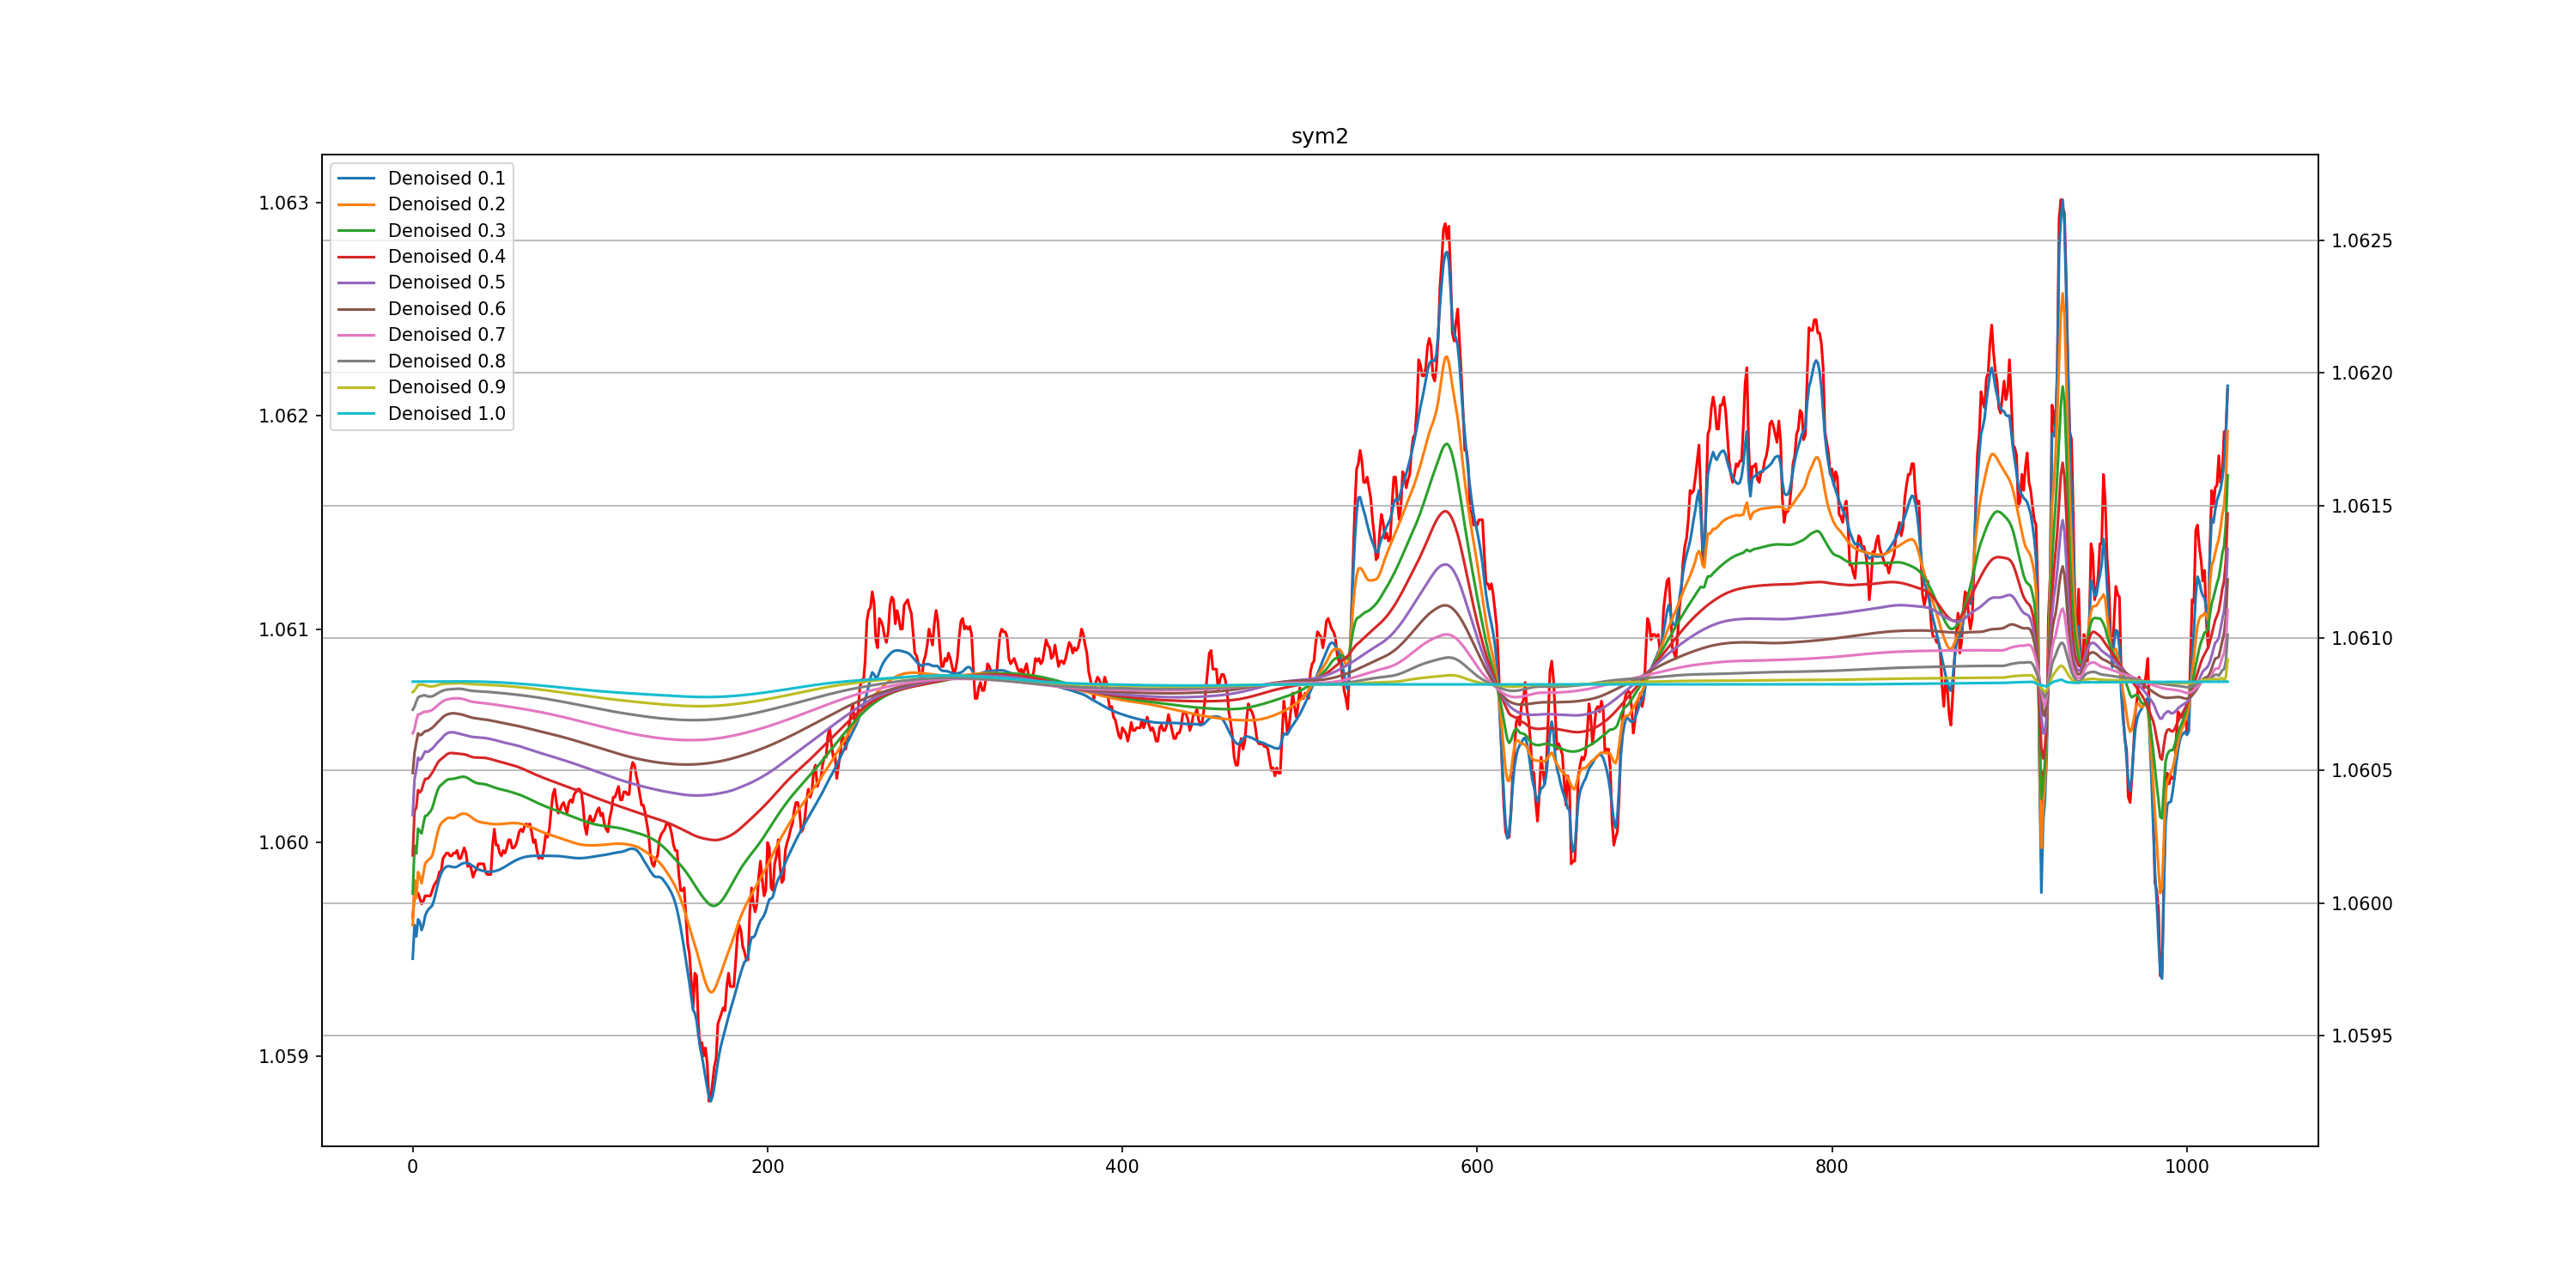 sym2
Denoised 0.1
Denoised 0.2
Denoised 0.3
Denoised 0.4
Denoised 0.5
Denoised 0.6
Denoised 0.7
Denoised 0.8
Denoised 0.9
Denoised 1.0
1.063
1.062
1.061
1.060
1.059
1.0625
1.0620
1.0615
1.0610
1.0605
1.0600
1.0595
0 200 400 600 800 1000